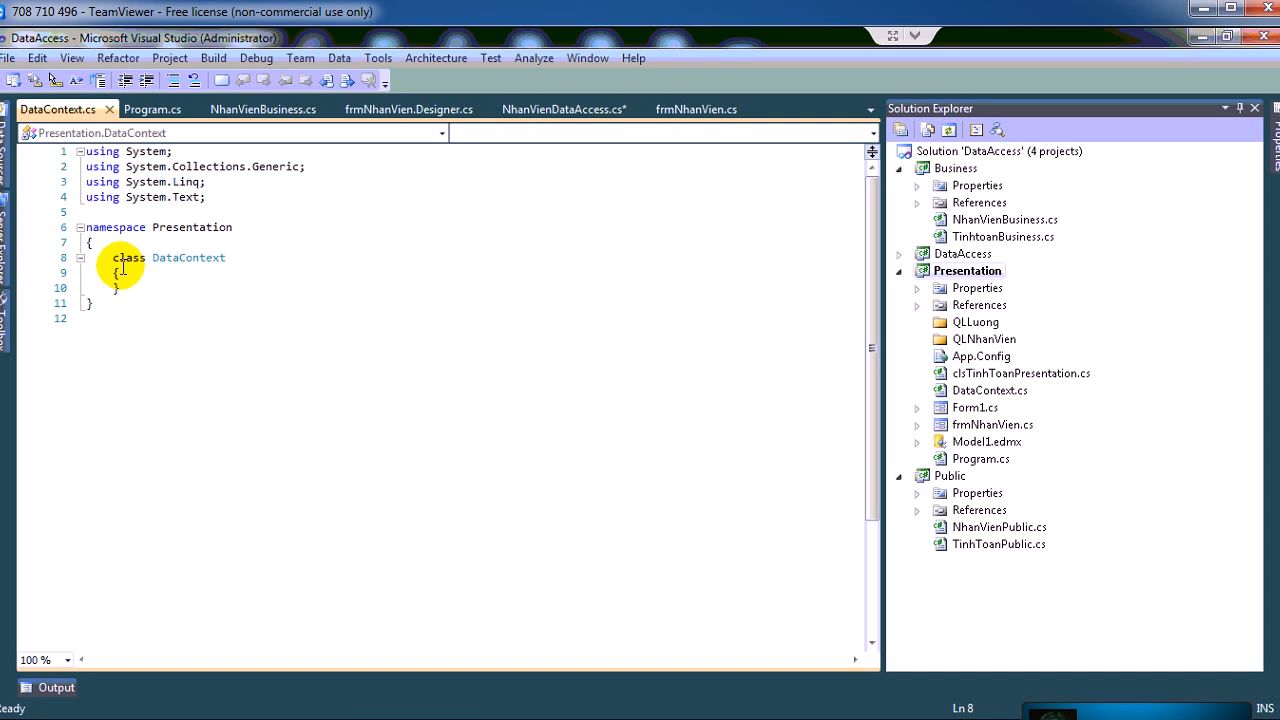 708 710 496 - TeamViewer - Free license (non-commercial use only)
DataAccess - Microsoft Visual Studio (Administrator)
File Edit View Refactor Project Build Debug Team Data Tools Architecture Test Analyze Window Help
DataContext.cs Program.cs NhanVienBusiness.cs frmNhanVien.Designer.cs NhanVienDataAccess.cs* frmNhanVien.cs
Presentation.DataContext
1 using System;
2 using System.Collections.Generic;
3 using System.Linq;
4 using System.Text;
5
6 namespace Presentation
7 {
8 class DataContext
9 {
10 }
11 }
12
100 %
Output
Ready
Ln 8
INS
Solution Explorer
Solution 'DataAccess' (4 projects)
Business
Properties
References
NhanVienBusiness.cs
TinhtoanBusiness.cs
DataAccess
Presentation
Properties
References
QLLuong
QLNhanVien
App.Config
clsTinhToanPresentation.cs
DataContext.cs
Form1.cs
frmNhanVien.cs
Model1.edmx
Program.cs
Public
Properties
References
NhanVienPublic.cs
TinhToanPublic.cs
Data Sources
Server Explorer
Toolbox
Properties